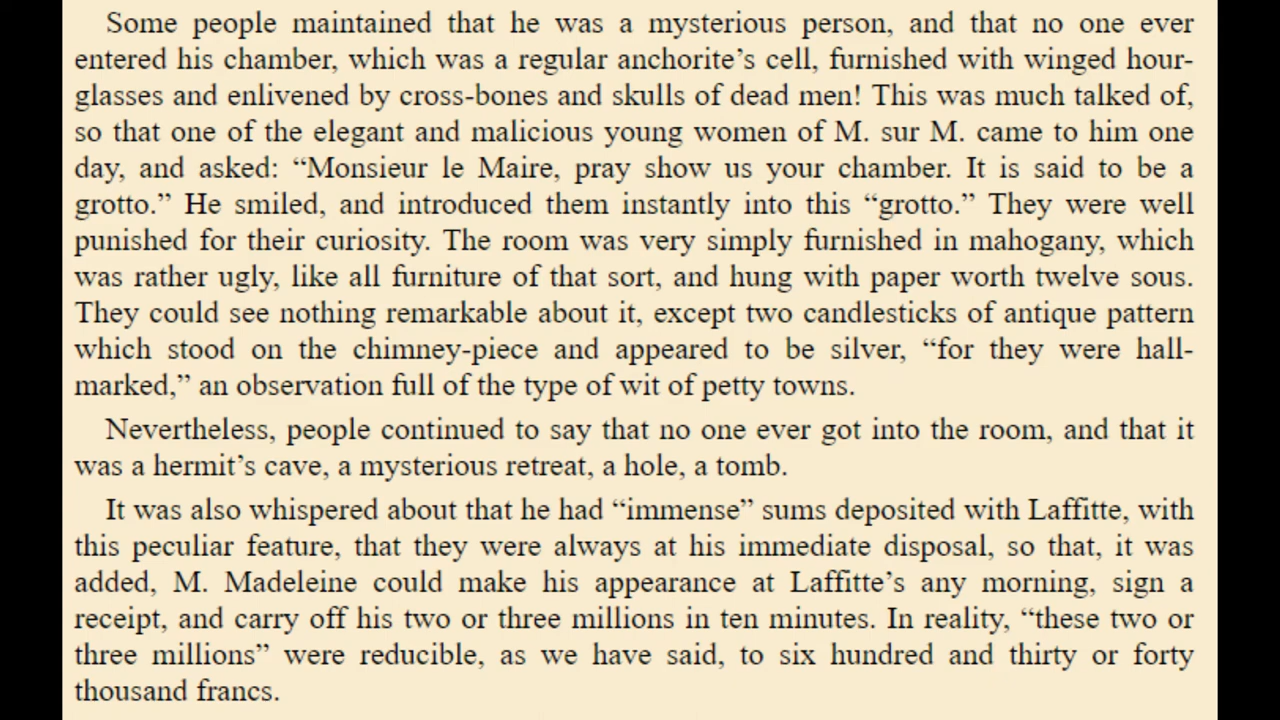 Some people maintained that he was a mysterious person, and that no one ever
entered his chamber, which was a regular anchorite’s cell, furnished with winged hour-
glasses and enlivened by cross-bones and skulls of dead men! This was much talked of,
so that one of the elegant and malicious young women of M. sur M. came to him one
day, and asked: “Monsieur le Maire, pray show us your chamber. It is said to be a
grotto.” He smiled, and introduced them instantly into this “grotto.” They were well
punished for their curiosity. The room was very simply furnished in mahogany, which
was rather ugly, like all furniture of that sort, and hung with paper worth twelve sous.
They could see nothing remarkable about it, except two candlesticks of antique pattern
which stood on the chimney-piece and appeared to be silver, “for they were hall-
marked,” an observation full of the type of wit of petty towns.
Nevertheless, people continued to say that no one ever got into the room, and that it
was a hermit’s cave, a mysterious retreat, a hole, a tomb.
It was also whispered about that he had “immense” sums deposited with Laffitte, with
this peculiar feature, that they were always at his immediate disposal, so that, it was
added, M. Madeleine could make his appearance at Laffitte’s any morning, sign a
receipt, and carry off his two or three millions in ten minutes. In reality, “these two or
three millions” were reducible, as we have said, to six hundred and thirty or forty
thousand francs.